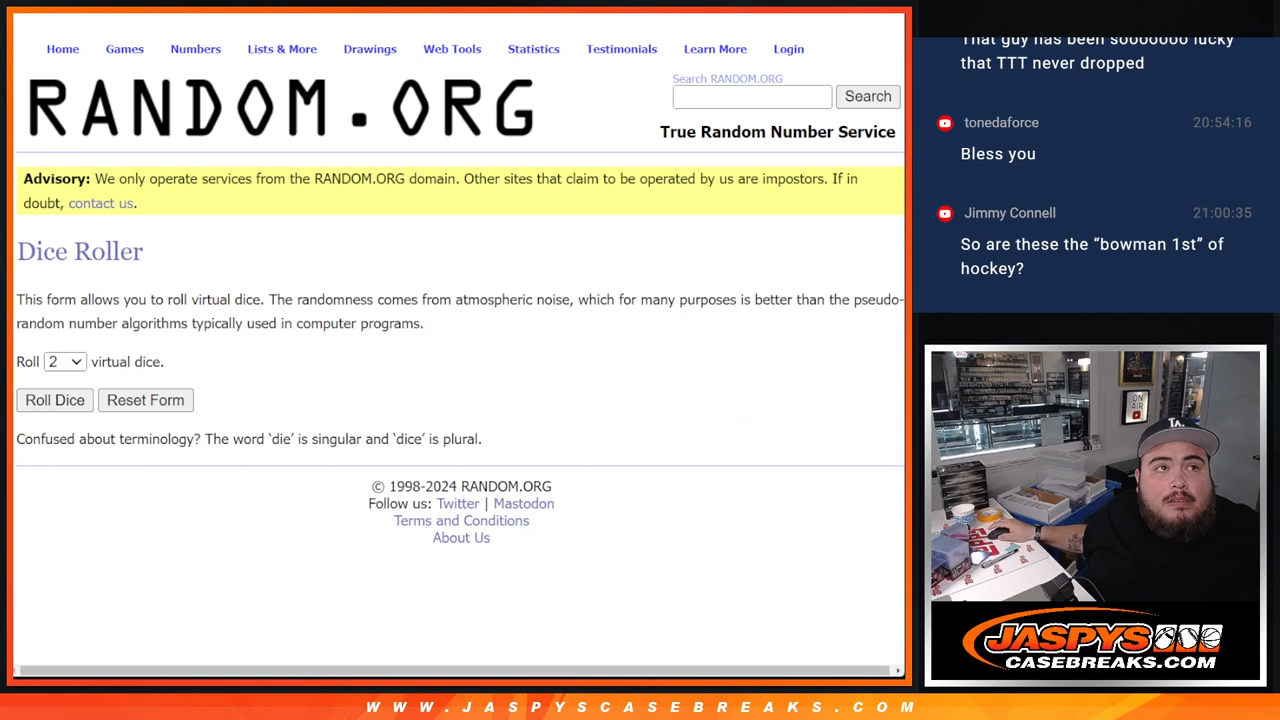 Home Games Numbers Lists & More Drawings Web Tools Statistics Testimonials Learn More Login
RANDOM.ORG
Search RANDOM.ORG
Search
True Random Number Service
Advisory: We only operate services from the RANDOM.ORG domain. Other sites that claim to be operated by us are impostors. If in
doubt, contact us.
Dice Roller
This form allows you to roll virtual dice. The randomness comes from atmospheric noise, which for many purposes is better than the pseudo-
random number algorithms typically used in computer programs.
Roll 2 virtual dice.
Roll Dice Reset Form
Confused about terminology? The word ‘die’ is singular and ‘dice’ is plural.
© 1998-2024 RANDOM.ORG
Follow us: Twitter | Mastodon
Terms and Conditions
About Us
That guy has been sooooooo lucky
that TTT never dropped
tonedaforce 20:54:16
Bless you
Jimmy Connell 21:00:35
So are these the “bowman 1st” of
hockey?
ON
AIR
JASPYS
CASEBREAKS.COM
WWW.JASPYSCASEBREAKS.COM